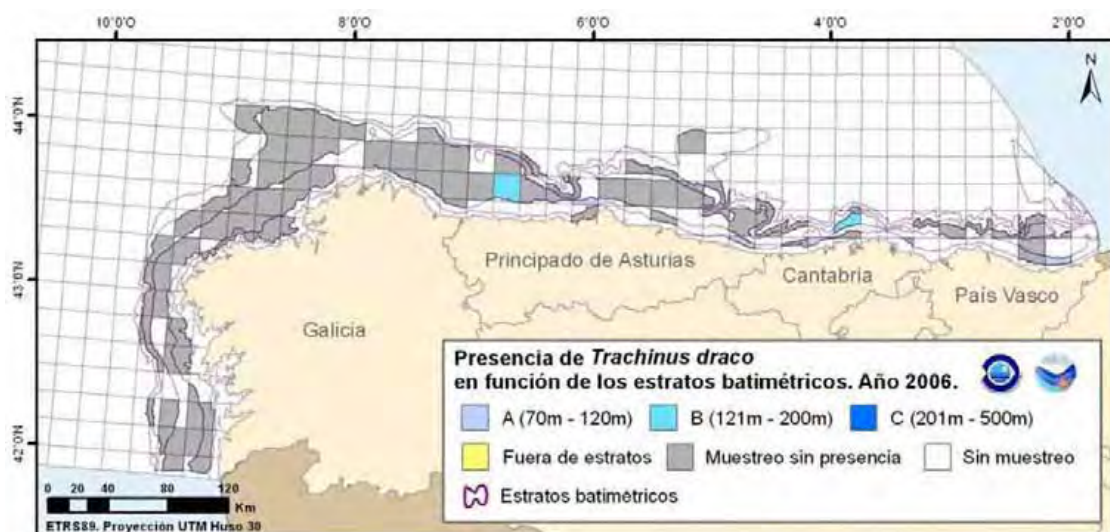 10°0'O 8°0'O 6°0'O 4°0'O 2°0'O
N
44°0'N
43°0'N
42°0'N
Principado de Asturias
Cantabria
País Vasco
Galicia
Presencia de Trachinus draco
en función de los estratos batimétricos. Año 2006.
A (70m - 120m) B (121m - 200m) C (201m - 500m)
Fuera de estratos Muestreo sin presencia Sin muestreo
Estratos batimétricos
0 20 40 80 120
Km
ETRS89. Proyección UTM Huso 30